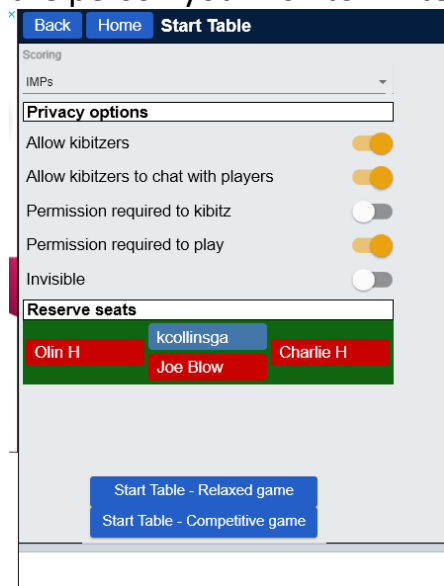 Back Home Start Table
Scoring
IMPs
Privacy options
Allow kibitzers
Allow kibitzers to chat with players
Permission required to kibitz
Permission required to play
Invisible
Reserve seats
kcollinsga
Olin H Charlie H
Joe Blow
Start Table - Relaxed game
Start Table - Competitive game